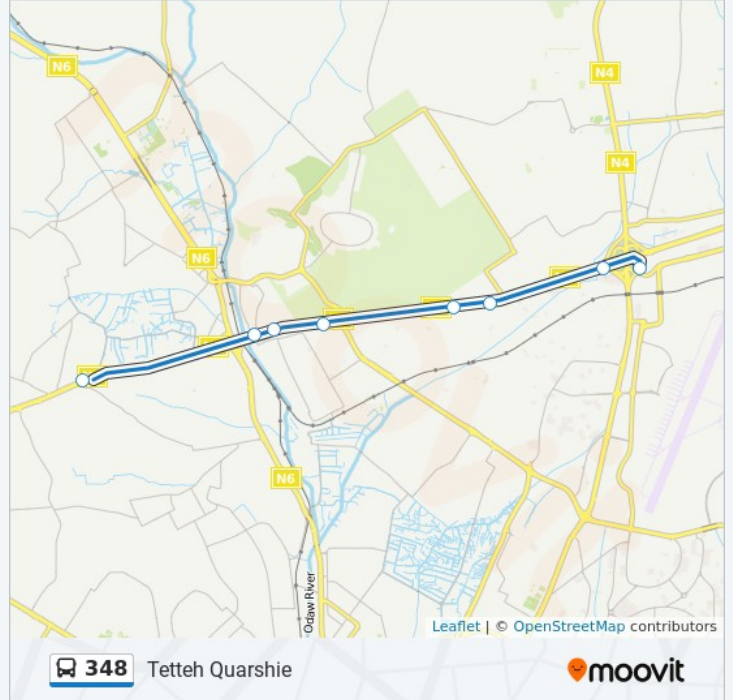 N6
N4
N4
N6
N6
Odaw River
Leaflet | © OpenStreetMap contributors
348 Tetteh Quarshie
moovit